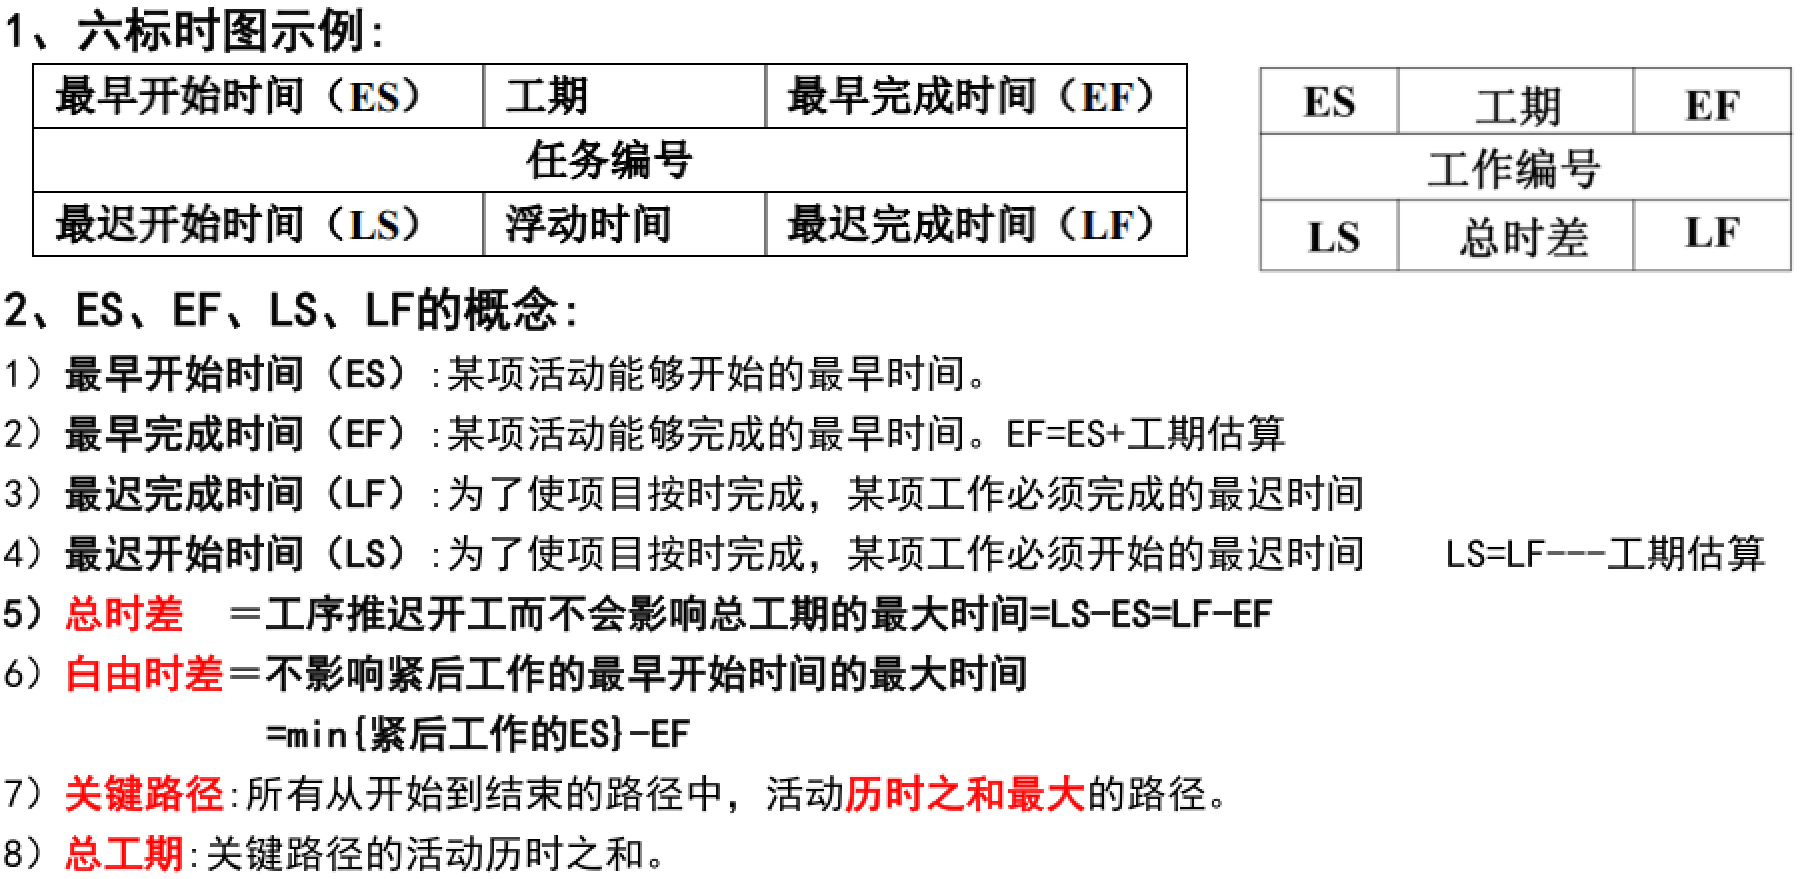 1、六标时图示例:
最早开始时间（ES） 工期 最早完成时间（EF）
任务编号
最迟开始时间（LS） 浮动时间 最迟完成时间（LF）
ES 工期 EF
工作编号
LS 总时差 LF
2、ES、EF、LS、LF的概念:
1）最早开始时间（ES）:某项活动能够开始的最早时间。
2）最早完成时间（EF）:某项活动能够完成的最早时间。EF=ES+工期估算
3）最迟完成时间（LF）:为了使项目按时完成，某项工作必须完成的最迟时间
4）最迟开始时间（LS）:为了使项目按时完成，某项工作必须开始的最迟时间 LS=LF---工期估算
5）总时差 ＝工序推迟开工而不会影响总工期的最大时间=LS-ES=LF-EF
6）白由时差＝不影响紧后工作的最早开始时间的最大时间
=min{紧后工作的ES}-EF
7）关键路径:所有从开始到结束的路径中，活动历时之和最大的路径。
8）总工期:关键路径的活动历时之和。